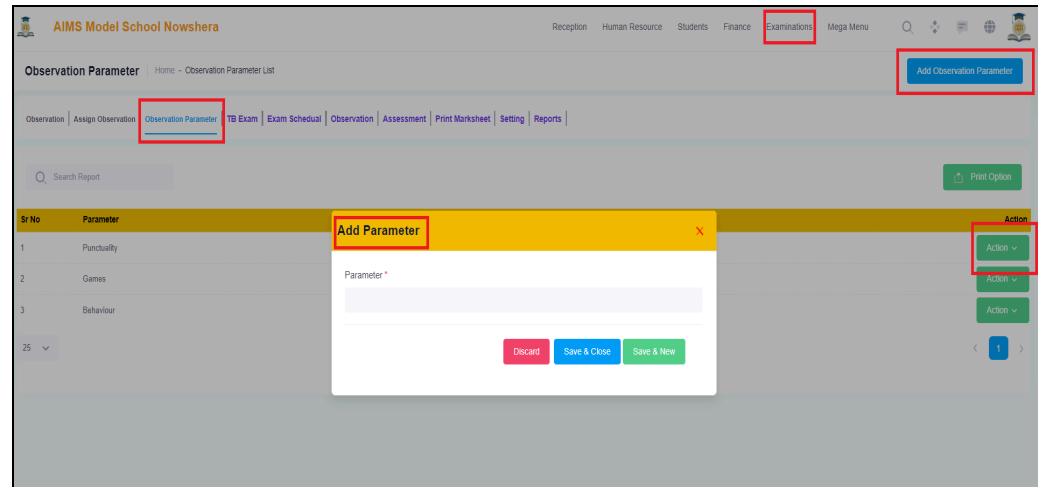 AIMS Model School Nowshera Reception Human Resource Students Finance Examinations Mega Menu
Observation Parameter Home - Observation Parameter List Add Observation Parameter
Observation Assign Observation Observation Parameter TB Exam Exam Schedual Observation Assessment Print Marksheet Setting Reports
Search Report Print Option
Sr No Parameter Action
1 Punctuality Action
2 Games Action
3 Behaviour Action
25 < 1 >
Add Parameter X
Parameter *
Discard Save & Close Save & New